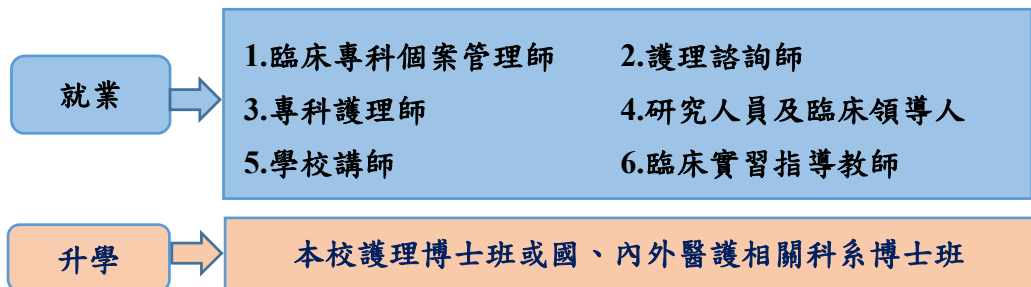 就業
1.臨床專科個案管理師 2.護理諮詢師
3.專科護理師 4.研究人員及臨床領導人
5.學校講師 6.臨床實習指導教師
升學
本校護理博士班或國、內外醫護相關科系博士班